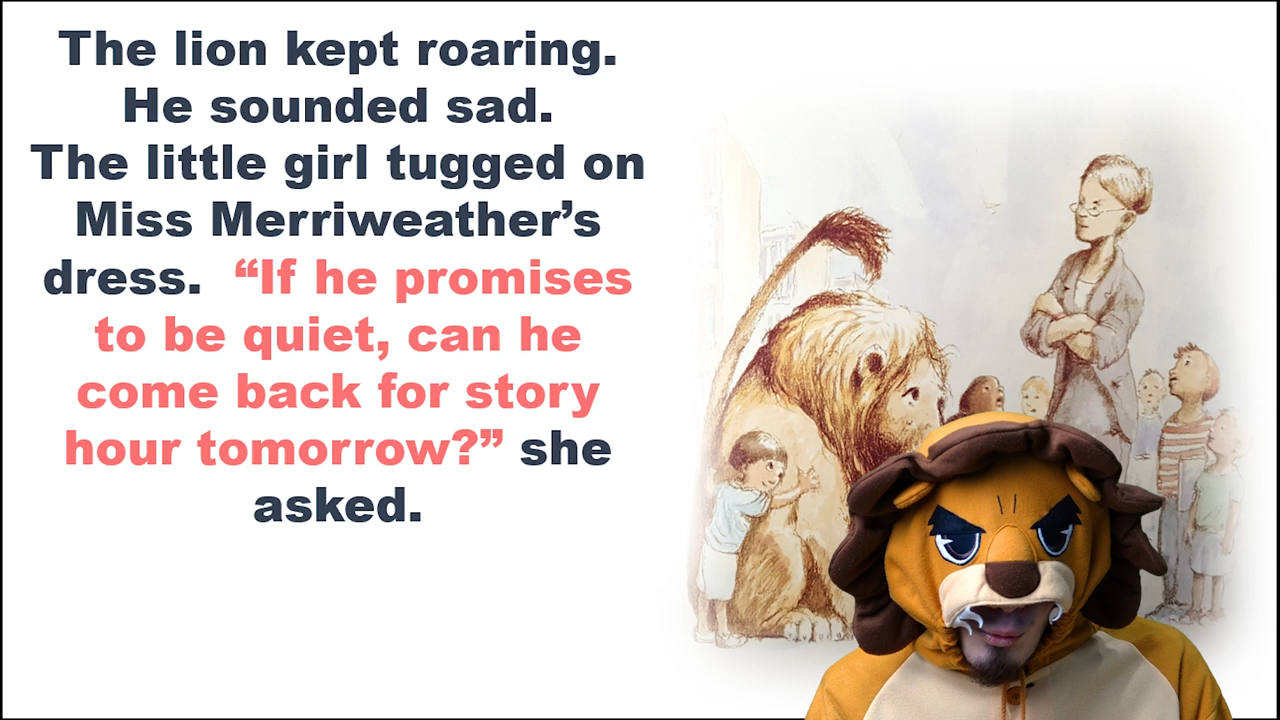 The lion kept roaring.
He sounded sad.
The little girl tugged on
Miss Merriweather’s
dress.  “If he promises
to be quiet, can he
come back for story
hour tomorrow?” she
asked.